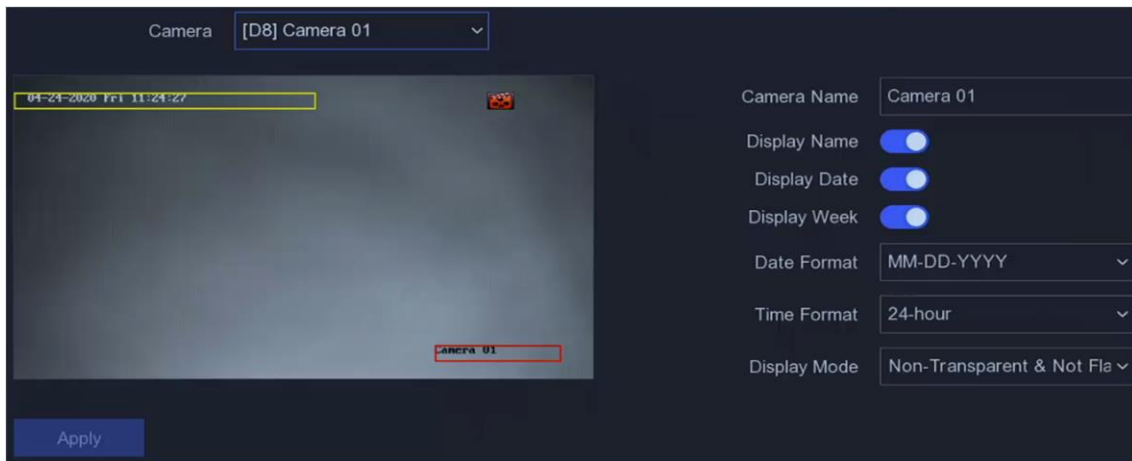 Camera [D8] Camera 01
04-24-2020 Fri 11:24:27
Camera 01
Camera Name Camera 01
Display Name
Display Date
Display Week
Date Format MM-DD-YYYY
Time Format 24-hour
Display Mode Non-Transparent & Not Fla
Apply